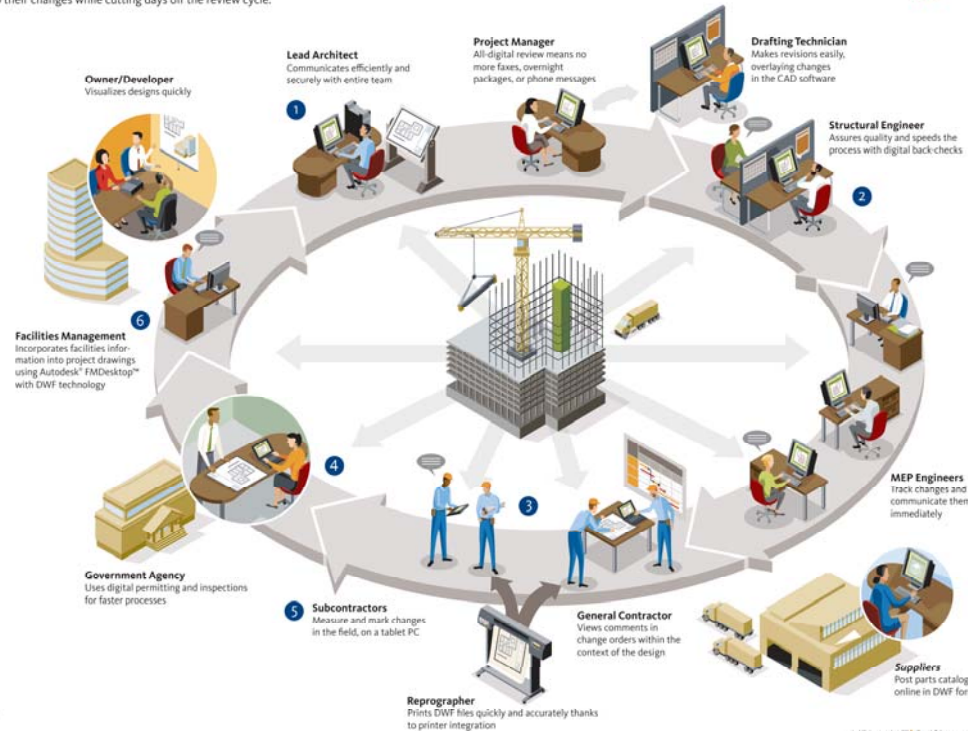 their changes while cutting days off the review cycle.
Owner/Developer
Visualizes designs quickly
Lead Architect
Communicates efficiently and
securely with entire team
Project Manager
All-digital review means no
more faxes, overnight
packages, or phone messages
Drafting Technician
Makes revisions easily,
overlaying changes
in the CAD software
1
Structural Engineer
Assures quality and speeds the
process with digital back-checks
2
6
Facilities Management
Incorporates facilities infor-
mation into project drawings
using Autodesk® FMDesktop™
with DWF technology
4
3
MEP Engineers
Track changes and
communicate them
immediately
Government Agency
Uses digital permitting and inspections
for faster processes
5
Subcontractors
Measure and mark changes
in the field, on a tablet PC
General Contractor
Views comments in
change orders within the
context of the design
Suppliers
Post parts catalog
online in DWF for
Reprographer
Prints DWF files quickly and accurately thanks
to printer integration